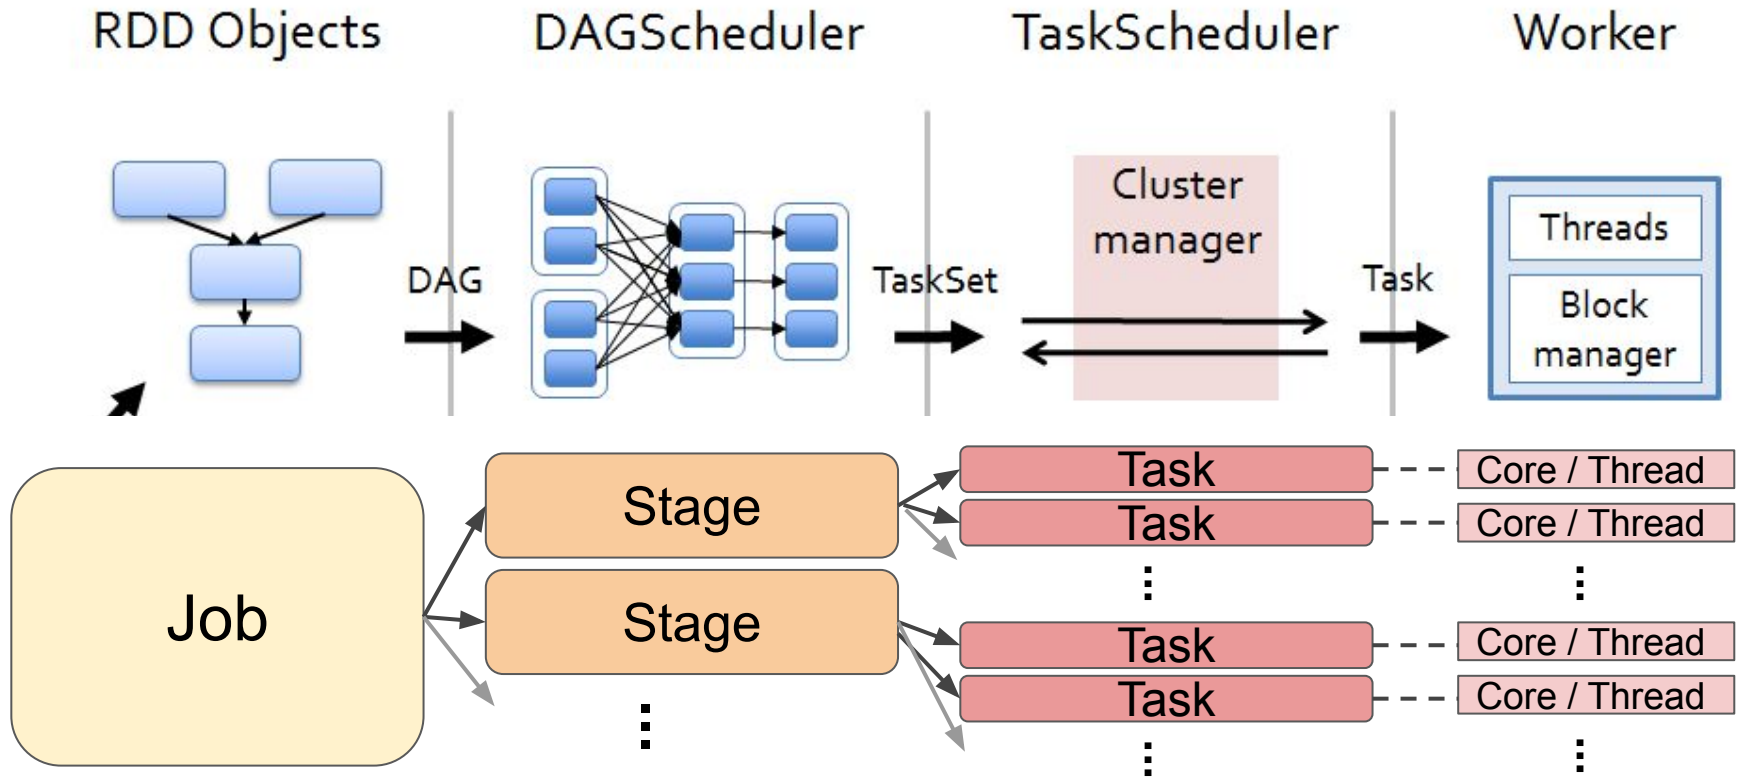 RDD Objects
DAGScheduler
TaskScheduler
Worker
DAG
TaskSet
Cluster
manager
Task
Threads
Block
manager
Job
Stage
Stage
Task
Core / Thread
Task
Core / Thread
Task
Core / Thread
Task
Core / Thread